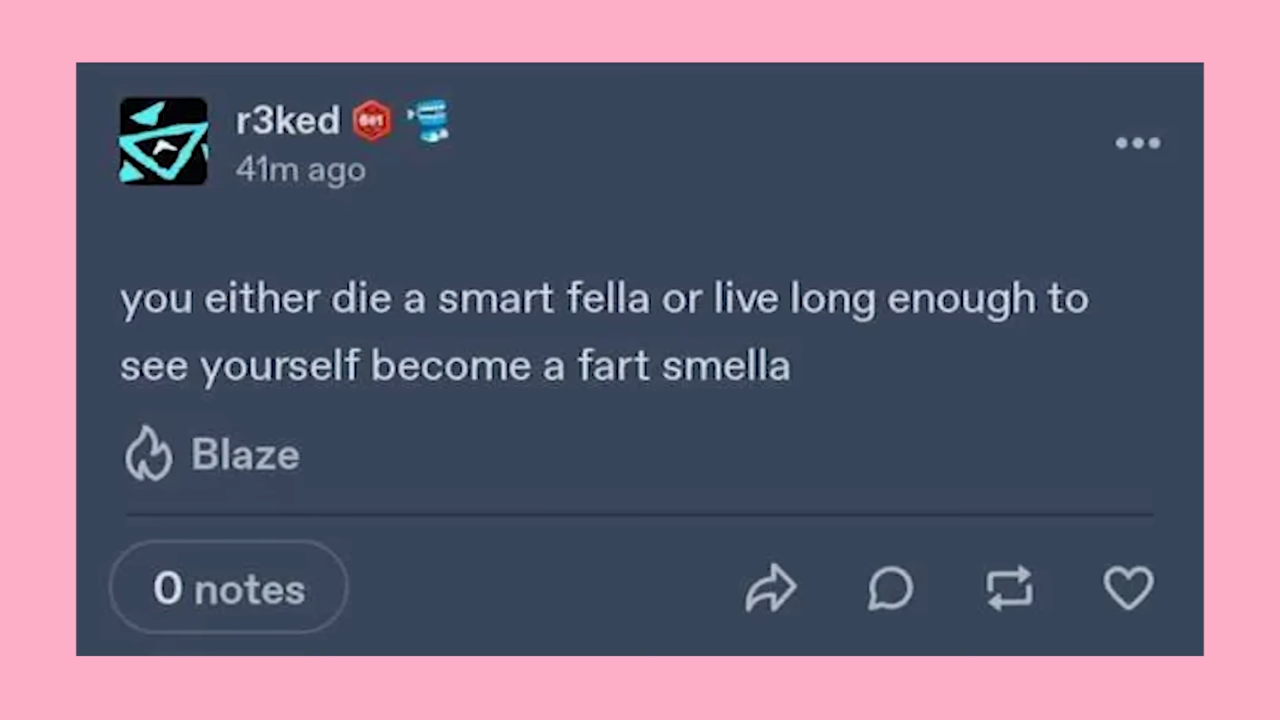 r3ked
41m ago
you either die a smart fella or live long enough to
see yourself become a fart smella
Blaze
0 notes